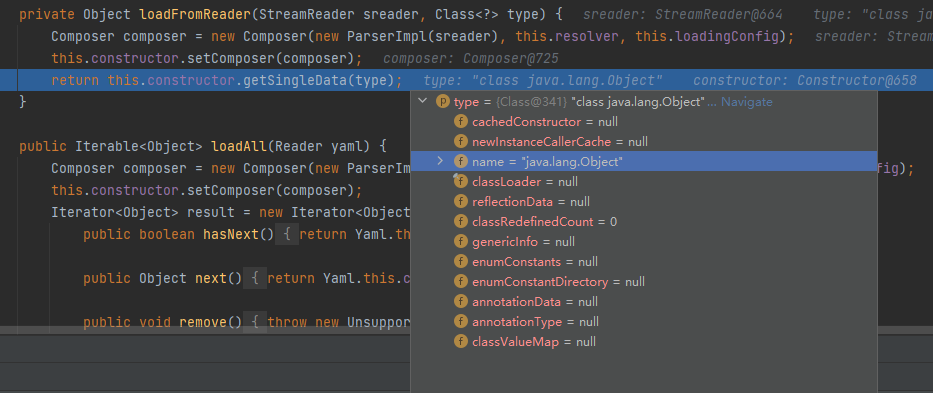 private Object loadFromReader(StreamReader sreader, Class<?> type) {   sreader: StreamReader@664    type: "class ja
Composer composer = new Composer(new ParserImpl(sreader), this.resolver, this.loadingConfig);   sreader: Stream
this.constructor.setComposer(composer);   composer: Composer@725
return this.constructor.getSingleData(type);   type: "class java.lang.Object"    constructor: Constructor@658
}
type = {Class@341} "class java.lang.Object"... Navigate
cachedConstructor = null
newInstanceCallerCache = null
public Iterable<Object> loadAll(Reader yaml) {
name = "java.lang.Object"
Composer composer = new Composer(new ParserImp fig);
classLoader = null
this.constructor.setComposer(composer);
reflectionData = null
Iterator<Object> result = new Iterator<Object
classRedefinedCount = 0
public boolean hasNext() { return Yaml.th
genericInfo = null
enumConstants = null
public Object next() { return Yaml.this.c
enumConstantDirectory = null
annotationData = null
public void remove() { throw new Unsuppor
annotationType = null
classValueMap = null